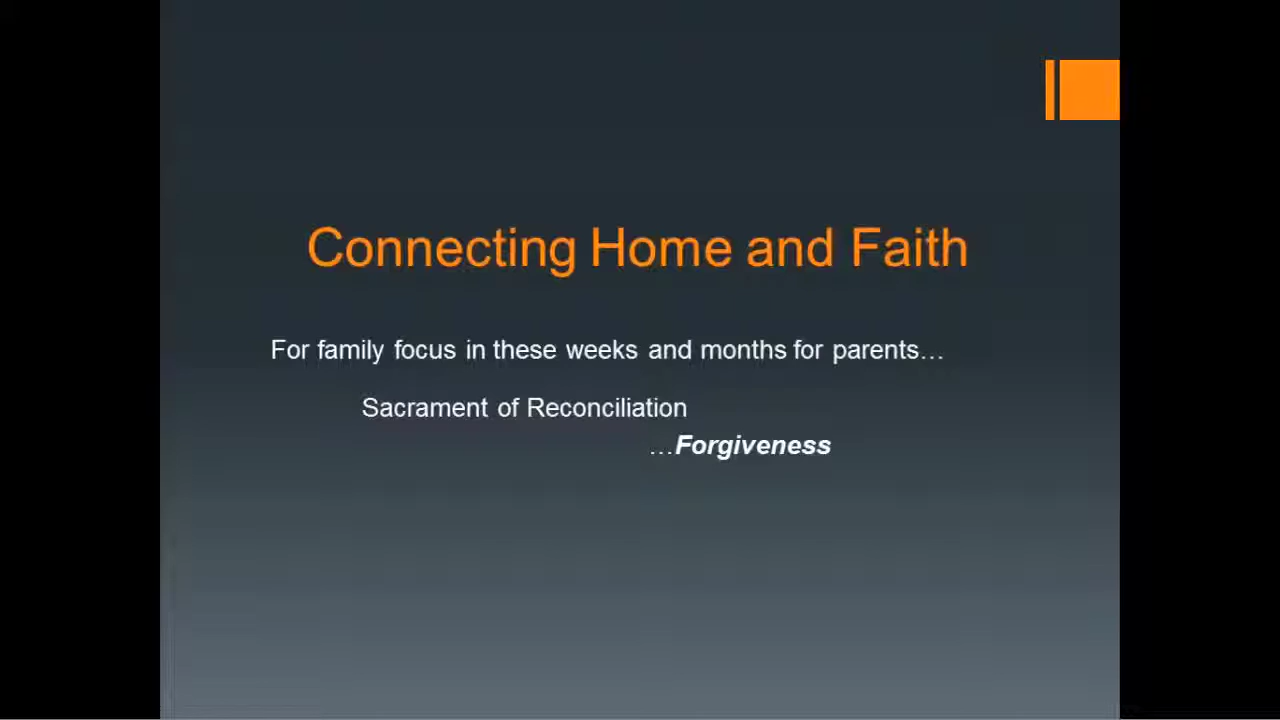 Connecting Home and Faith
For family focus in these weeks and months for parents…
Sacrament of Reconciliation
…Forgiveness